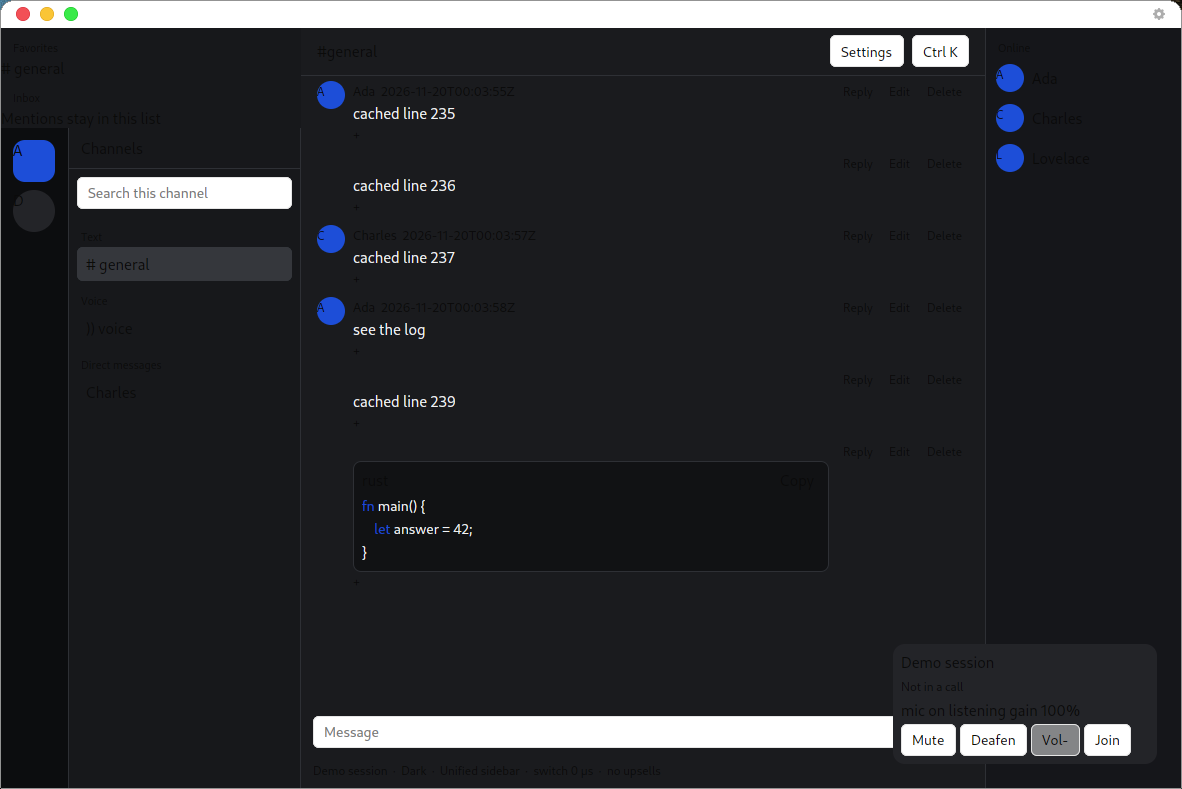 Favorites
# general
Inbox
Mentions stay in this list
A
D
Channels
Search this channel
Text
# general
Voice
)) voice
Direct messages
Charles
#general
Settings
Ctrl K
A
Ada 2026-11-20T00:03:55Z
Reply Edit Delete
cached line 235
+
Reply Edit Delete
cached line 236
+
C
Charles 2026-11-20T00:03:57Z
Reply Edit Delete
cached line 237
+
A
Ada 2026-11-20T00:03:58Z
Reply Edit Delete
see the log
+
Reply Edit Delete
cached line 239
+
Reply Edit Delete
rust
Copy
fn main() {
let answer = 42;
}
+
Message
Demo session - Dark - Unified sidebar - switch 0 µs - no upsells
Online
A
Ada
C
Charles
L
Lovelace
Demo session
Not in a call
mic on listening gain 100%
Mute
Deafen
Vol-
Join